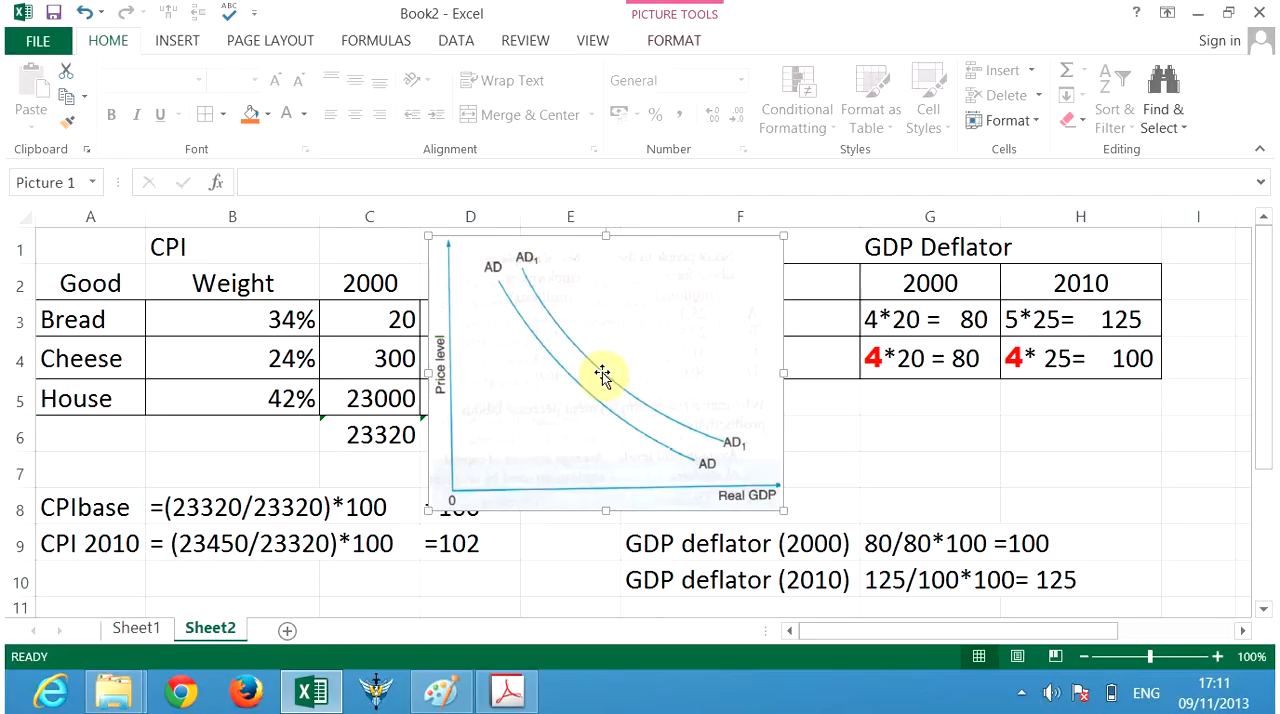 Book2 - Excel
PICTURE TOOLS
?
FILE HOME INSERT PAGE LAYOUT FORMULAS DATA REVIEW VIEW FORMAT Sign in
Paste
B I U A A A
Wrap Text
Merge & Center
General
%
Conditional Formatting
Format as Table
Cell Styles
Insert
Delete
Format
Sort & Filter
Find & Select
Clipboard Font Alignment Number Styles Cells Editing
Picture 1 fx
A B C D E F G H I
1 CPI GDP Deflator
2 Good Weight 2000 2000 2010
3 Bread 34% 20 4*20 = 80 5*25= 125
4 Cheese 24% 300 4*20 = 80 4* 25= 100
5 House 42% 23000
6 23320
7
8 CPIbase =(23320/23320)*100
9 CPI 2010 = (23450/23320)*100 =102 GDP deflator (2000) 80/80*100 =100
10 GDP deflator (2010) 125/100*100= 125
11
AD
AD1
Price level
AD1
AD
0
Real GDP
Sheet1 Sheet2
READY 100%
ENG
17:11
09/11/2013